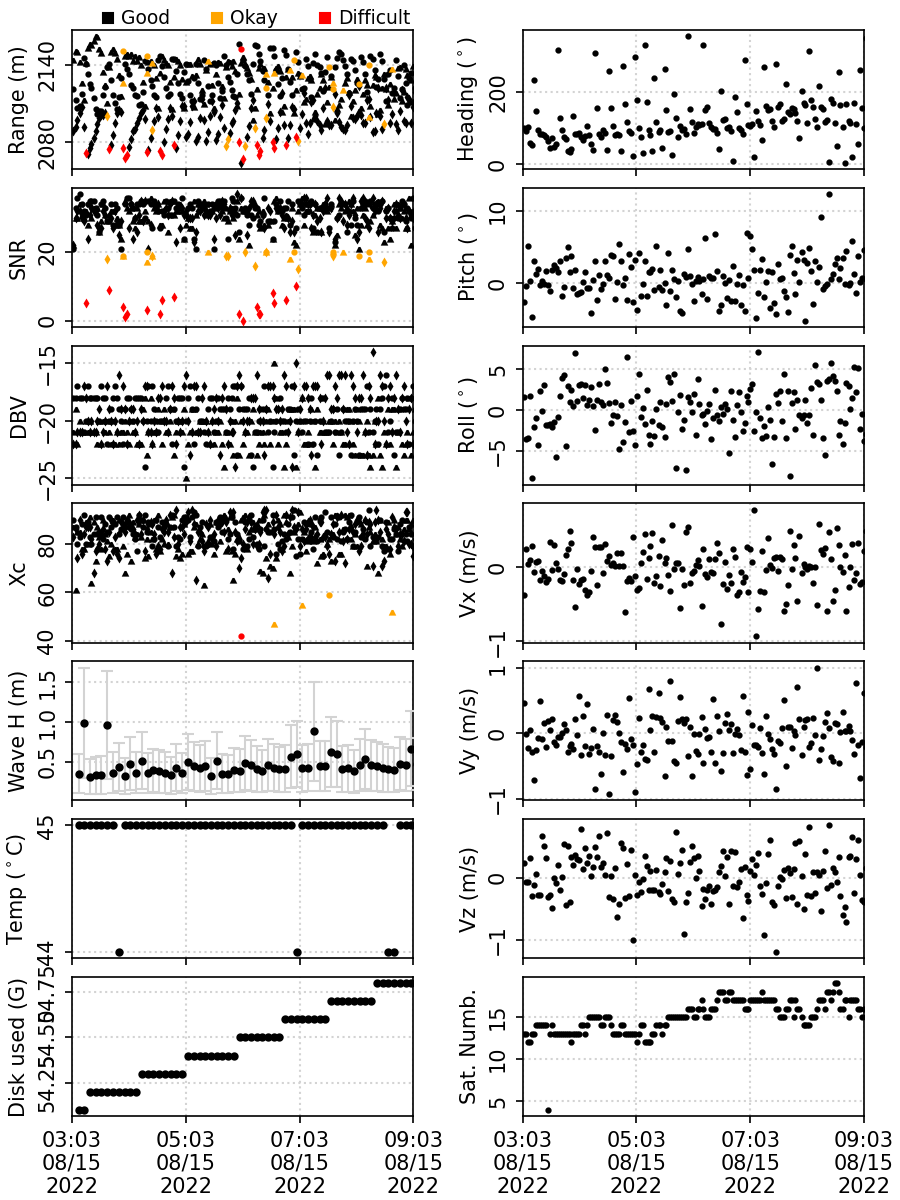 Good Okay Difficult
Range (m)
2140
2080
Heading (°)
200
0
SNR
20
0
Pitch (°)
10
0
DBV
−15
−20
−25
Roll (°)
5
0
−5
Xc
80
60
40
Vx (m/s)
0
−1
Wave H (m)
1.5
1.0
0.5
Vy (m/s)
1
0
−1
Temp (°C)
45
44
Vz (m/s)
0
−1
Disk used (G)
54.75
54.50
54.25
Sat. Numb.
15
10
5
03:03 05:03 07:03 09:03 03:03 05:03 07:03 09:03
08/15 08/15 08/15 08/15 08/15 08/15 08/15 08/15
2022 2022 2022 2022 2022 2022 2022 2022